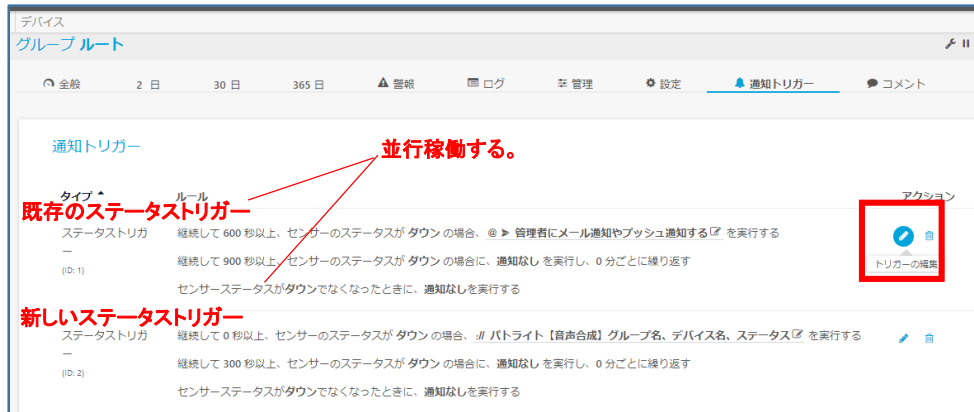 デバイス
グループ ルート
全般 2 日 30 日 365 日 警報 ログ 管理 設定 通知トリガー コメント
通知トリガー
並行稼働する。
タイプ ルール アクション
既存のステータストリガー
ステータストリガー
(ID: 1)
継続して 600 秒以上、センサーのステータスが ダウン の場合、 @ 管理者にメール通知やプッシュ通知する を実行する
継続して 900 秒以上、センサーのステータスが ダウン の場合に、通知なし を実行し、0 分ごとに繰り返す
センサーステータスがダウンでなくなったときに、通知なしを実行する
トリガーの編集
新しいステータストリガー
ステータストリガー
(ID: 2)
継続して 0 秒以上、センサーのステータスが ダウン の場合、 :// パトライト【音声合成】グループ名、デバイス名、ステータス を実行する
継続して 300 秒以上、センサーのステータスが ダウン の場合に、通知なし を実行し、0 分ごとに繰り返す
センサーステータスがダウンでなくなったときに、通知なしを実行する